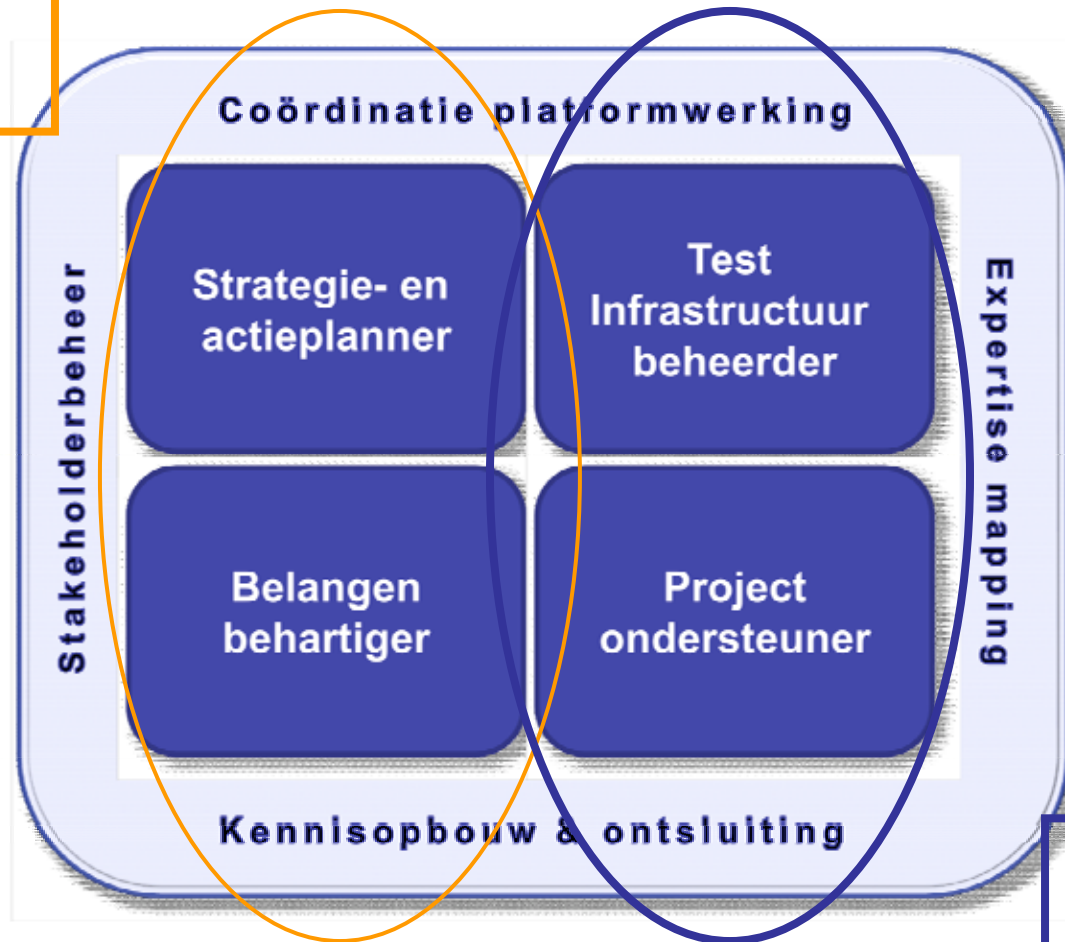 Coördinatie platformwerking
Stakeholderbeheer
Strategie- en
actieplanner
Test
Infrastructuur
beheerder
Expertise mapping
Belangen
behartiger
Project
ondersteuner
Kennisopbouw & ontsluiting